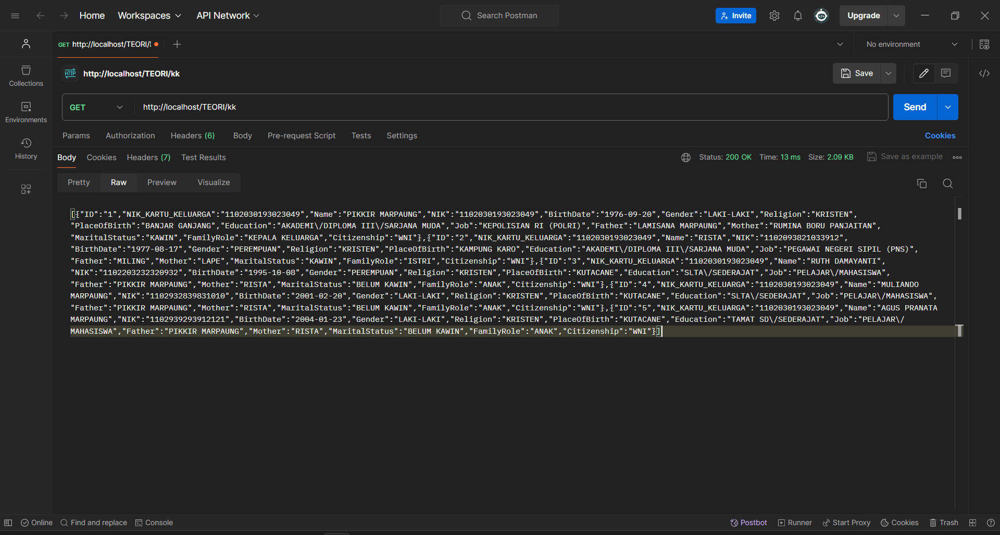 Home Workspaces API Network Search Postman Invite Upgrade
GET http://localhost/TEORI/ No environment
HTTP http://localhost/TEORI/kk Save
Collections
Environments
History
GET http://localhost/TEORI/kk Send
Params Authorization Headers (6) Body Pre-request Script Tests Settings Cookies
Body Cookies Headers (7) Test Results Status: 200 OK Time: 13 ms Size: 2.09 KB Save as example
Pretty Raw Preview Visualize
[{"ID":"1","NIK_KARTU_KELUARGA":"1102030193023049","Name":"PIKKIR MARPAUNG","NIK":"1102030193023049","BirthDate":"1976-09-20","Gender":"LAKI-LAKI","Religion":"KRISTEN",
"PlaceOfBirth":"BANJAR GANJANG","Education":"AKADEMI\/DIPLOMA III\/SARJANA MUDA","Job":"KEPOLISIAN RI (POLRI)","Father":"LAMISANA MARPAUNG","Mother":"RUMINA BORU PANJAITAN",
"MaritalStatus":"KAWIN","FamilyRole":"KEPALA KELUARGA","Citizenship":"WNI"},{"ID":"2","NIK_KARTU_KELUARGA":"1102030193023049","Name":"RISTA","NIK":"1102093821033912",
"BirthDate":"1977-08-17","Gender":"PEREMPUAN","Religion":"KRISTEN","PlaceOfBirth":"KAMPUNG KARO","Education":"AKADEMI\/DIPLOMA III\/SARJANA MUDA","Job":"PEGAWAI NEGERI SIPIL (PNS)",
"Father":"MILING","Mother":"LAPE","MaritalStatus":"KAWIN","FamilyRole":"ISTRI","Citizenship":"WNI"},{"ID":"3","NIK_KARTU_KELUARGA":"1102030193023049","Name":"RUTH DAMAYANTI",
"NIK":"1102203232320932","BirthDate":"1995-10-08","Gender":"PEREMPUAN","Religion":"KRISTEN","PlaceOfBirth":"KUTACANE","Education":"SLTA\/SEDERAJAT","Job":"PELAJAR\/MAHASISWA",
"Father":"PIKKIR MARPAUNG","Mother":"RISTA","MaritalStatus":"BELUM KAWIN","FamilyRole":"ANAK","Citizenship":"WNI"},{"ID":"4","NIK_KARTU_KELUARGA":"1102030193023049","Name":"MULIANDO
MARPAUNG","NIK":"1102932839831010","BirthDate":"2001-02-20","Gender":"LAKI-LAKI","Religion":"KRISTEN","PlaceOfBirth":"KUTACANE","Education":"SLTA\/SEDERAJAT","Job":"PELAJAR\/MAHASISWA",
"Father":"PIKKIR MARPAUNG","Mother":"RISTA","MaritalStatus":"BELUM KAWIN","FamilyRole":"ANAK","Citizenship":"WNI"},{"ID":"5","NIK_KARTU_KELUARGA":"1102030193023049","Name":"AGUS PRANATA
MARPAUNG","NIK":"1102939293912121","BirthDate":"2004-01-23","Gender":"LAKI-LAKI","Religion":"KRISTEN","PlaceOfBirth":"KUTACANE","Education":"TAMAT SD\/SEDERAJAT","Job":"PELAJAR\/
MAHASISWA","Father":"PIKKIR MARPAUNG","Mother":"RISTA","MaritalStatus":"BELUM KAWIN","FamilyRole":"ANAK","Citizenship":"WNI"}]
Online Find and replace Console Postbot Runner Start Proxy Cookies Trash